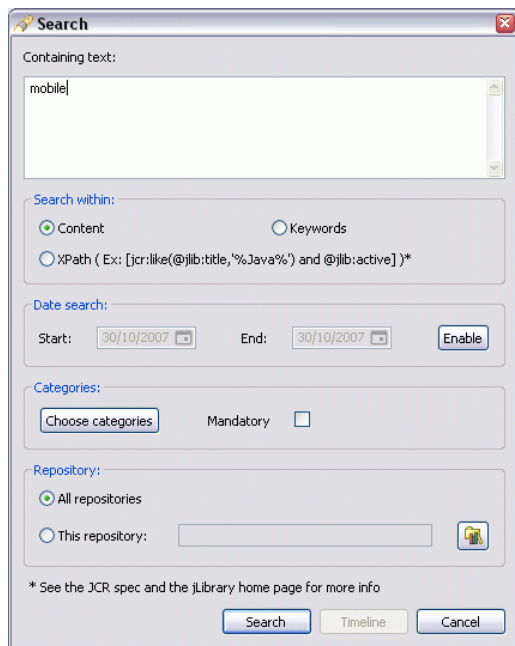 Search
Containing text:
mobile
Search within:
Content Keywords
XPath ( Ex: [jcr:like(@jlib:title,'%Java%') and @jlib:active] )*
Date search:
Start: 30/10/2007 End: 30/10/2007 Enable
Categories:
Choose categories Mandatory
Repository:
All repositories
This repository:
* See the JCR spec and the jLibrary home page for more info
Search Timeline Cancel